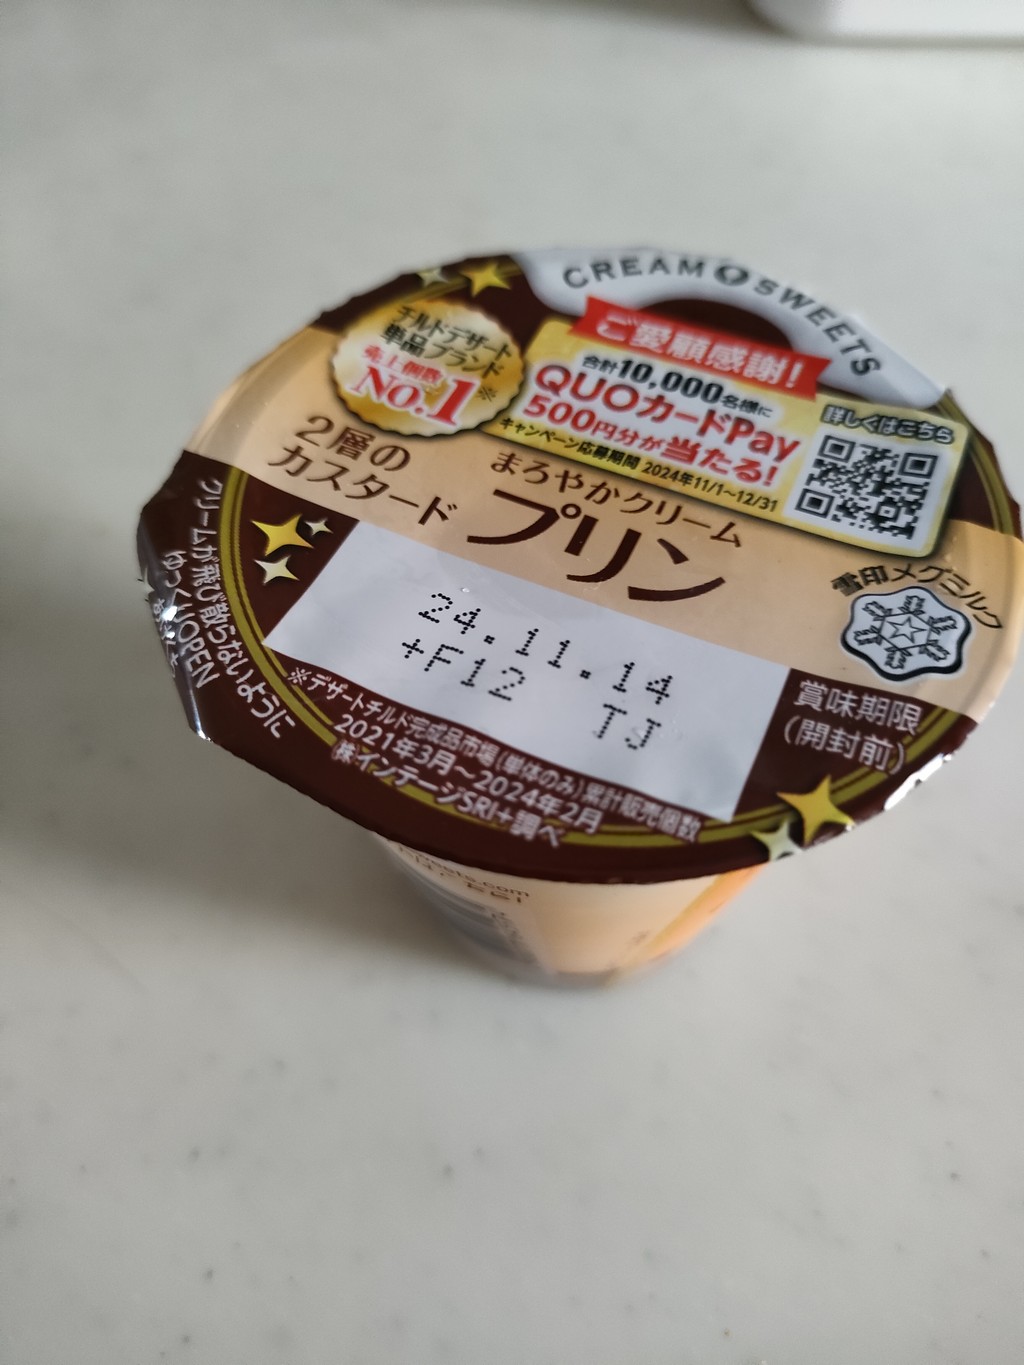 CREAM SWEETS
チルドデザート
単品ブランド
売上個数
No.1※
ご愛顧感謝！
合計10,000名様に
QUOカードPay
500円分が当たる！
キャンペーン応募期間 2024年11/1～12/31
詳しくはこちら
2層の
カスタード
まろやかクリーム
プリン
雪印メグミルク
24.11.14
+F12 TJ
賞味期限
（開封前）
※デザートチルド完成品市場（単体のみ）累計販売個数
2021年3月～2024年2月
㈱インテージSRI+調べ
クリームが飛び散らないように
ゆっくりOPEN